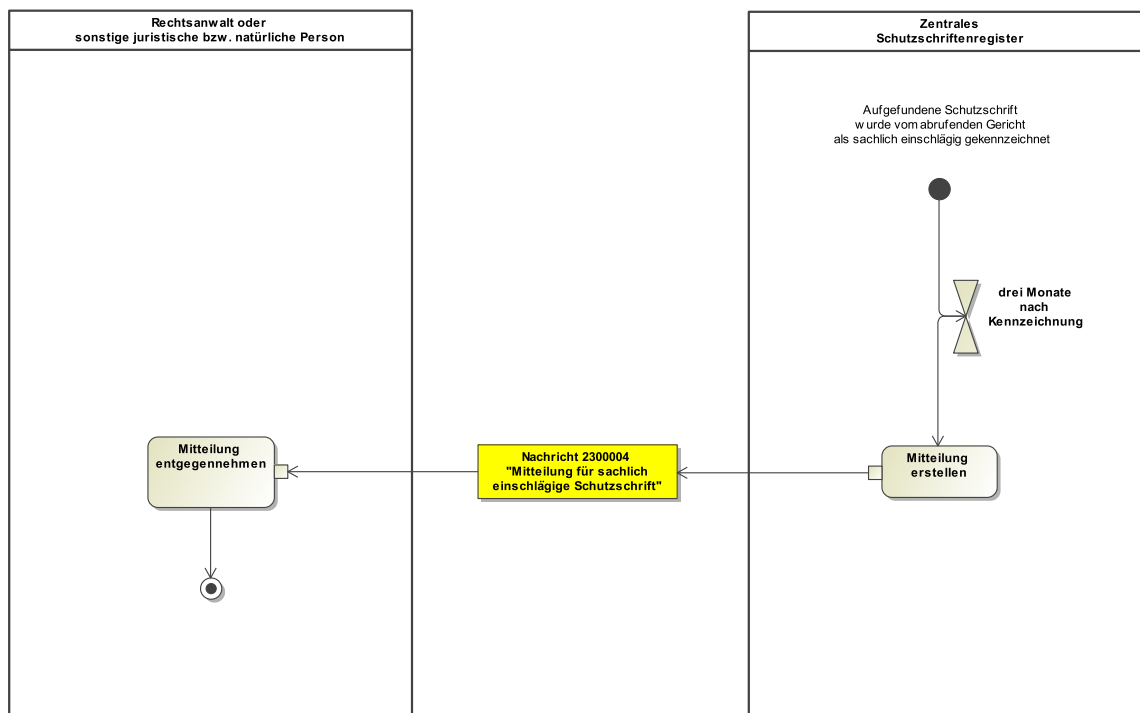 Rechtsanwalt oder
sonstige juristische bzw. natürliche Person
Zentrales
Schutzschriftenregister
Aufgefundene Schutzschrift
wurde vom abrufenden Gericht
als sachlich einschlägig gekennzeichnet
drei Monate
nach
Kennzeichnung
Mitteilung
entgegennehmen
Nachricht 2300004
"Mitteilung für sachlich
einschlägige Schutzschrift"
Mitteilung
erstellen